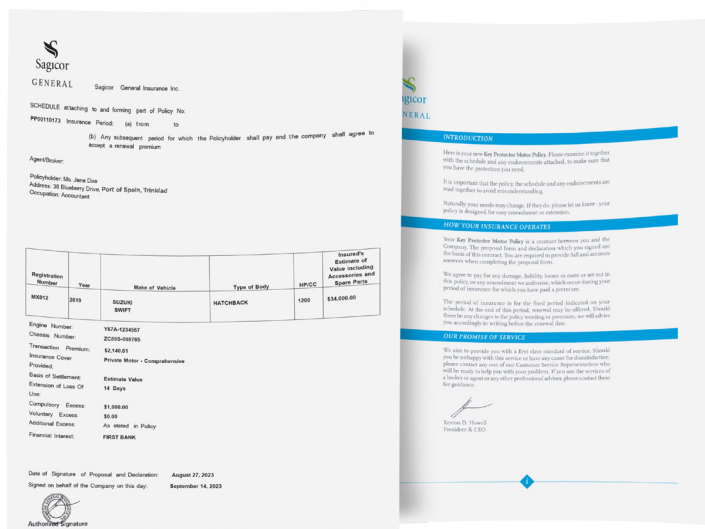 Sagicor
GENERAL
Sagicor General Insurance Inc.
SCHEDULE attaching to and forming part of Policy No:
PP00110173 Insurance Period: (a) from to
(b) Any subsequent period for which the Policyholder shall pay and the company shall agree to
accept a renewal premium
Agent/Broker:
Policyholder: Ms. Jane Doe
Address: 36 Blueberry Drive, Port of Spain, Trinidad
Occupation: Accountant
Registration Number Year Make of Vehicle Type of Body HP/CC Insured's Estimate of Value including Accessories and Spare Parts
MX012 2019 SUZUKI SWIFT HATCHBACK 1200 $34,000.00
Engine Number: Y67A-1234567
Chassis Number: ZC89S-098765
Transaction Premium: $2,140.61
Insurance Cover Provided: Private Motor - Comprehensive
Basis of Settlement: Estimate Value
Extension of Loss Of Use: 14 Days
Compulsory Excess: $1,000.00
Voluntary Excess $0.00
Additional Excess: As stated in Policy
Financial Interest: FIRST BANK
Date of Signature of Proposal and Declaration: August 27, 2023
Signed on behalf of the Company on this day: September 14, 2023
Authorized Signature
agicor
NERAL
INTRODUCTION
Here is your new Key Protector Motor Policy. Please examine it together
with the schedule and any endorsements attached, to make sure that
you have the protection you need.
It is important that the policy, the schedule and any endorsements are
read together to avoid misunderstanding.
Naturally your needs may change. If they do, please let us know - your
policy is designed for easy amendment or extension.
HOW YOUR INSURANCE OPERATES
Your Key Protector Motor Policy is a contract between you and the
Company. The proposal form and declaration which you signed are
the basis of this contract. You are required to provide full and accurate
answers when completing the proposal form.
We agree to pay for any damage, liability, losses or costs as set out in
this policy, or any amendment we authorise, which occur during your
period of insurance for which you have paid a premium.
The period of insurance is for the fixed period indicated on your
schedule. At the end of this period, renewal may be offered. Should
there be any changes to the policy wording or premium, we will advise
you accordingly in writing before the renewal date.
OUR PROMISE OF SERVICE
We aim to provide you with a first class standard of service. Should
you be unhappy with this service or have any cause for dissatisfaction,
please contact any one of our Customer Service Representatives who
will be ready to help you with your problem. If you use the services of
a broker or agent or any other professional adviser, please contact them
for guidance.
Keston D. Howell
President & CEO